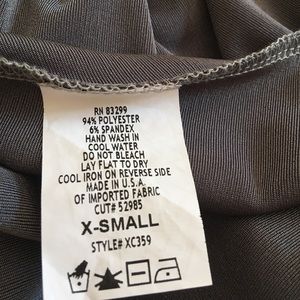 RN 83299
94% POLYESTER
6% SPANDEX
HAND WASH IN
COOL WATER
DO NOT BLEACH
LAY FLAT TO DRY
COOL IRON ON REVERSE SIDE
MADE IN U.S.A.
OF IMPORTED FABRIC
CUT# 52985
X-SMALL
STYLE# XC359